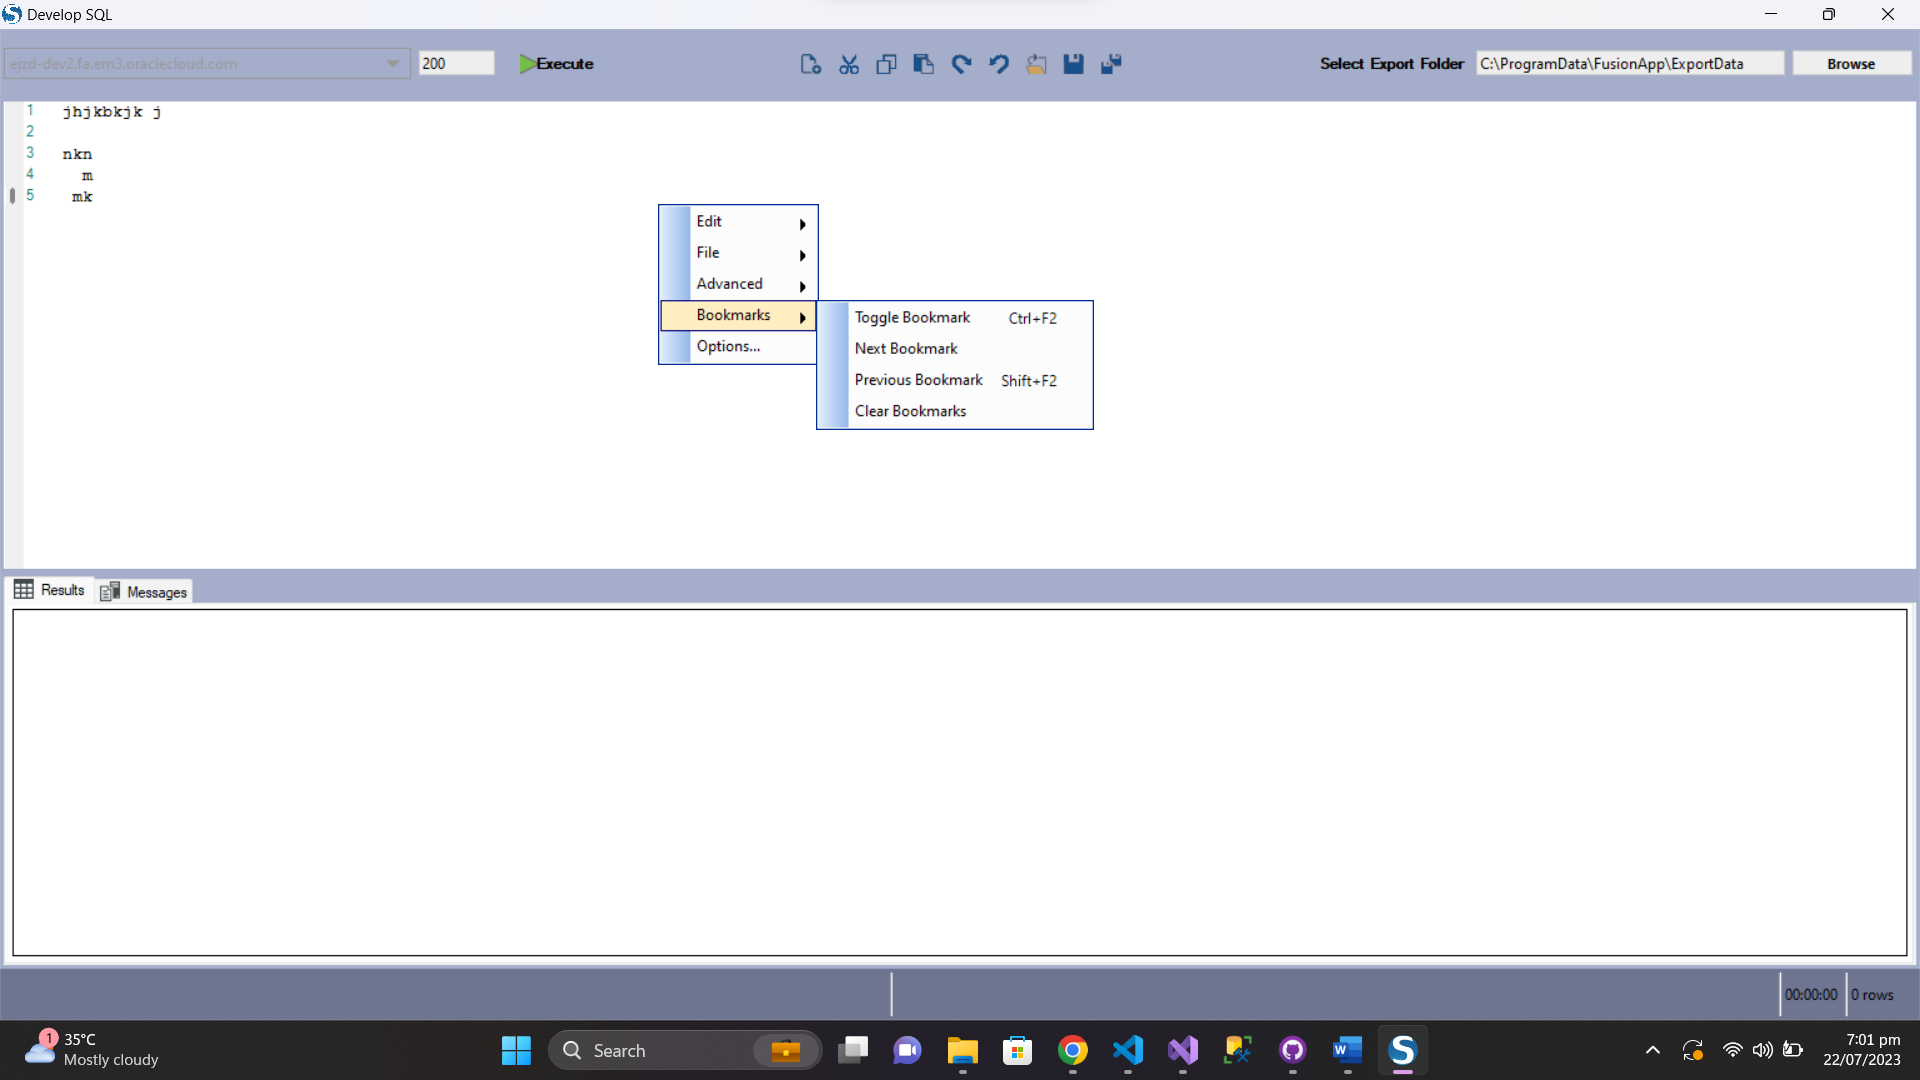 Develop SQL
ejzd-dev2.fa.em3.oraclecloud.com 200 Execute Select Export Folder C:\ProgramData\FusionApp\ExportData Browse
1 jhjkbkjk j
2
3 nkn
4 m
5 mk
Edit
File
Advanced
Bookmarks
Options...
Toggle Bookmark Ctrl+F2
Next Bookmark
Previous Bookmark Shift+F2
Clear Bookmarks
Results Messages
00:00:00 0 rows
1 35°C
Mostly cloudy
Search
7:01 pm
22/07/2023